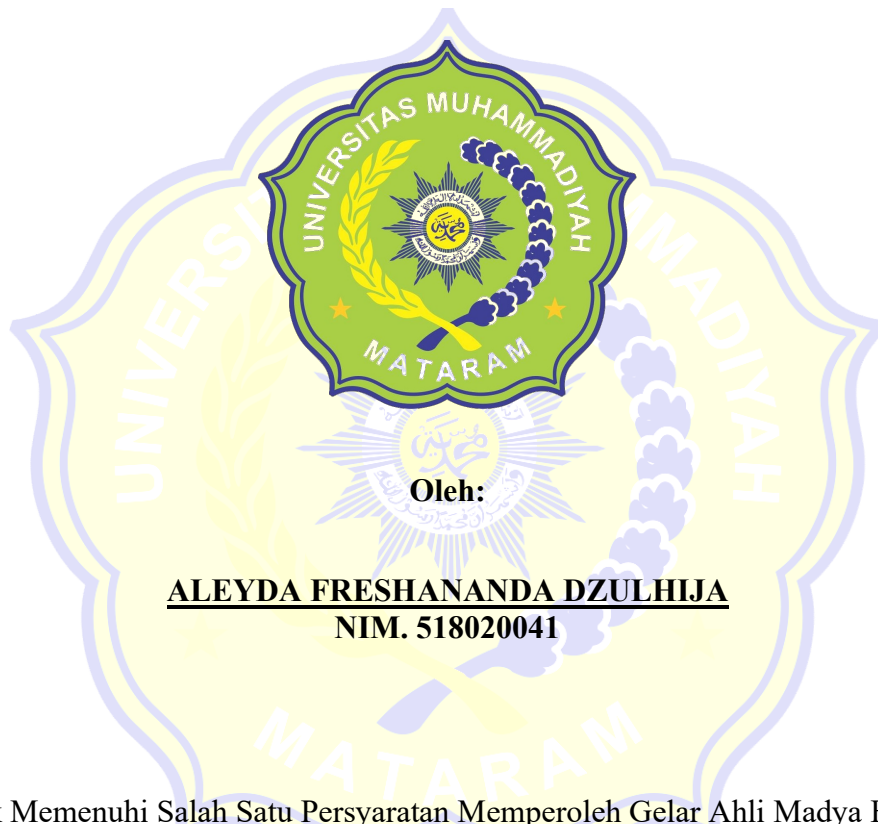 UNIVERSITAS MUHAMMADIYAH
MATARAM
Oleh:
ALEYDA FRESHANANDA DZULHIJA
NIM. 518020041
Memenuhi Salah Satu Persyaratan Memperoleh Gelar Ahli Madya